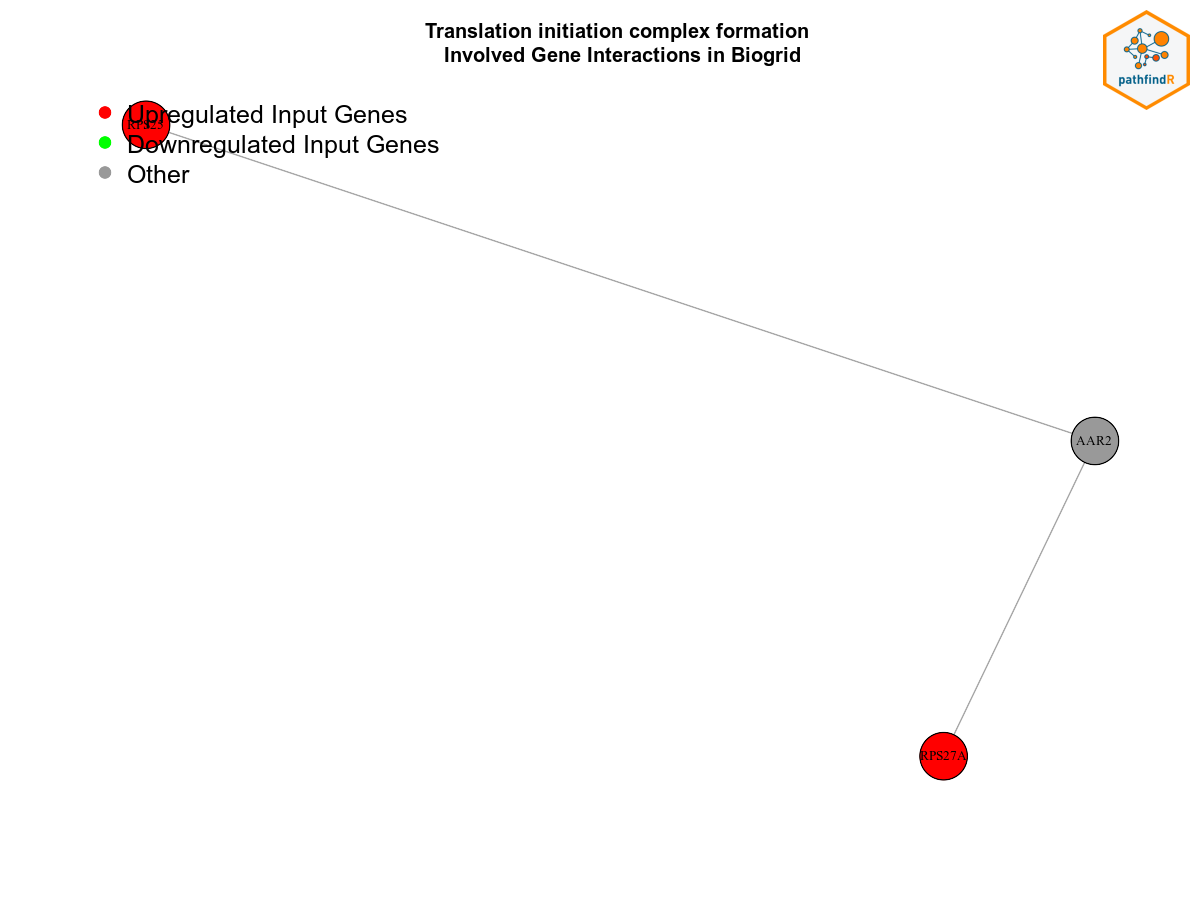 Translation initiation complex formation
Involved Gene Interactions in Biogrid
pathfindR
Upregulated Input Genes
RPS25
Downregulated Input Genes
Other
AAR2
RPS27A